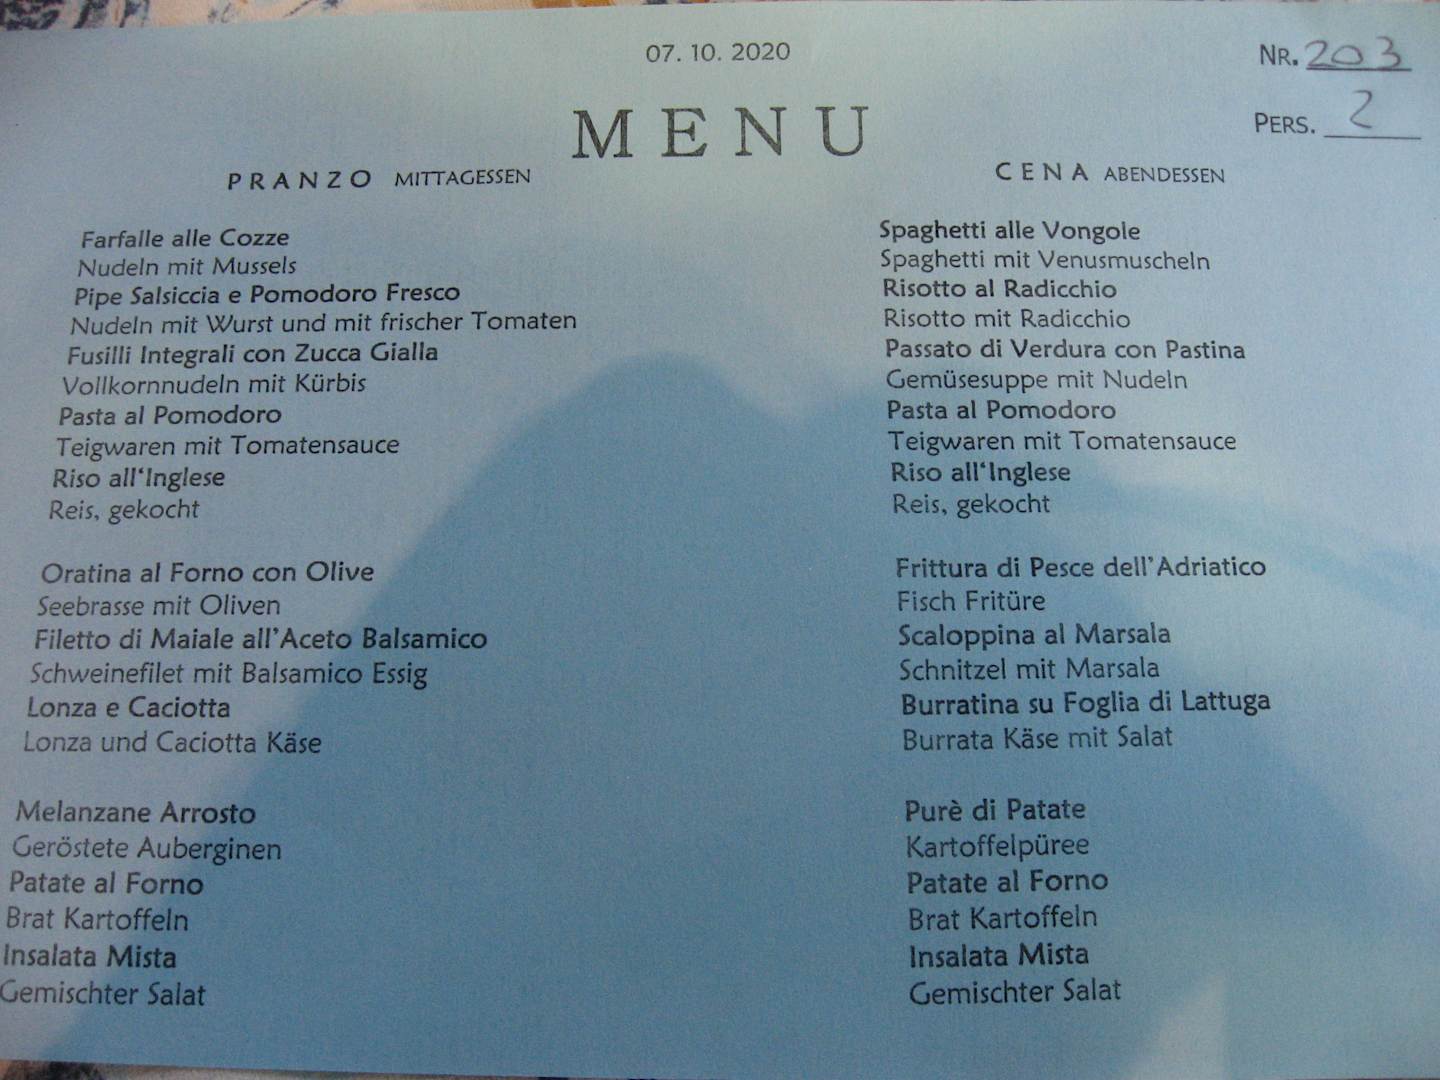 07. 10. 2020
NR. 203
PERS. 2
MENU
PRANZO MITTAGESSEN
Farfalle alle Cozze
Nudeln mit Mussels
Pipe Salsiccia e Pomodoro Fresco
Nudeln mit Wurst und mit frischer Tomaten
Fusilli Integrali con Zucca Gialla
Vollkornnudeln mit Kürbis
Pasta al Pomodoro
Teigwaren mit Tomatensauce
Riso all‘Inglese
Reis, gekocht
Oratina al Forno con Olive
Seebrasse mit Oliven
Filetto di Maiale all’Aceto Balsamico
Schweinefilet mit Balsamico Essig
Lonza e Caciotta
Lonza und Caciotta Käse
Melanzane Arrosto
Geröstete Auberginen
Patate al Forno
Brat Kartoffeln
Insalata Mista
Gemischter Salat
CENA ABENDESSEN
Spaghetti alle Vongole
Spaghetti mit Venusmuscheln
Risotto al Radicchio
Risotto mit Radicchio
Passato di Verdura con Pastina
Gemüsesuppe mit Nudeln
Pasta al Pomodoro
Teigwaren mit Tomatensauce
Riso all‘Inglese
Reis, gekocht
Frittura di Pesce dell’Adriatico
Fisch Fritüre
Scaloppina al Marsala
Schnitzel mit Marsala
Burratina su Foglia di Lattuga
Burrata Käse mit Salat
Purè di Patate
Kartoffelpüree
Patate al Forno
Brat Kartoffeln
Insalata Mista
Gemischter Salat